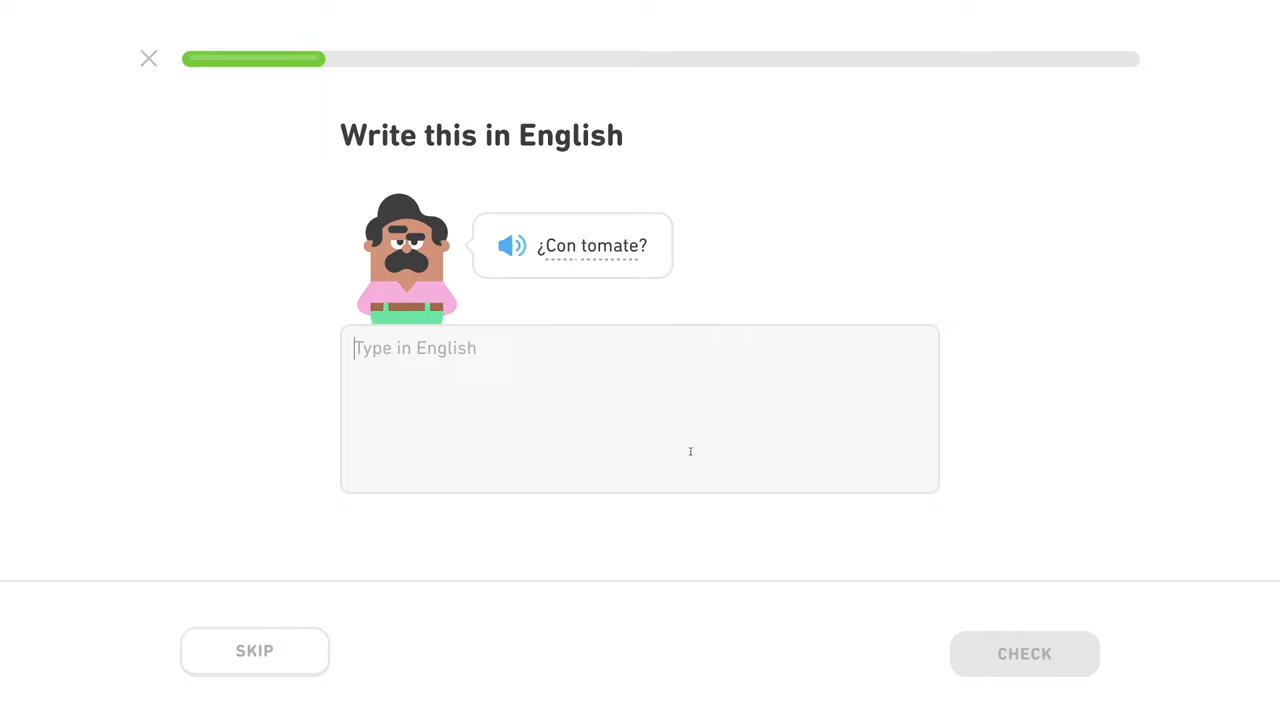 Write this in English
¿Con tomate?
Type in English
SKIP
CHECK